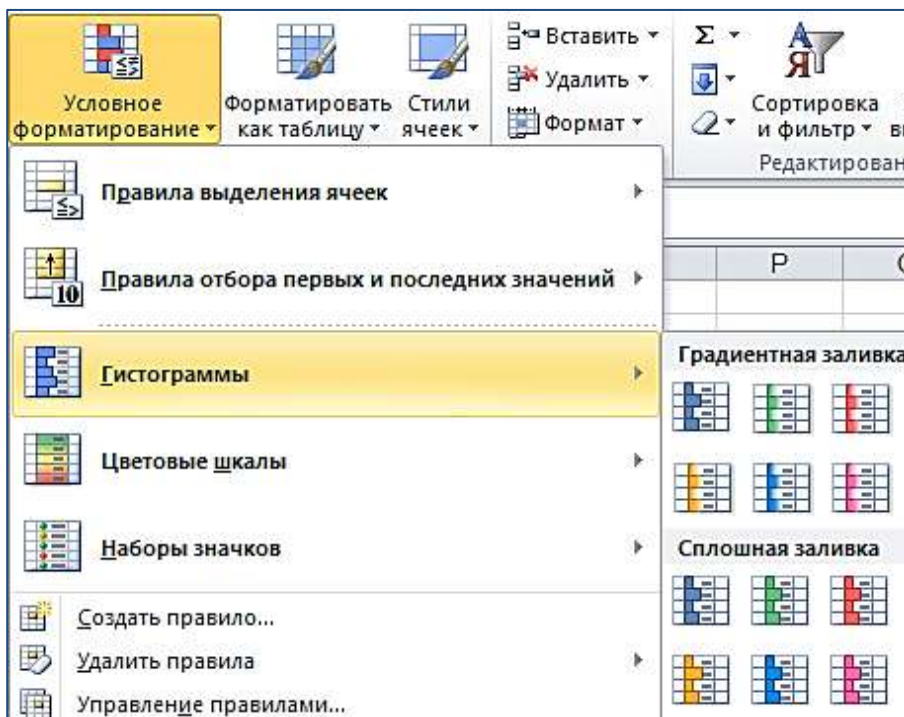 Условное форматирование
Форматировать как таблицу
Стили ячеек
Вставить
Удалить
Формат
Σ
А
Я
Сортировка и фильтр
Редактирован
Правила выделения ячеек
10
Правила отбора первых и последних значений
P
Гистограммы
Градиентная заливка
Цветовые шкалы
Наборы значков
Сплошная заливка
Создать правило...
Удалить правила
Управление правилами...